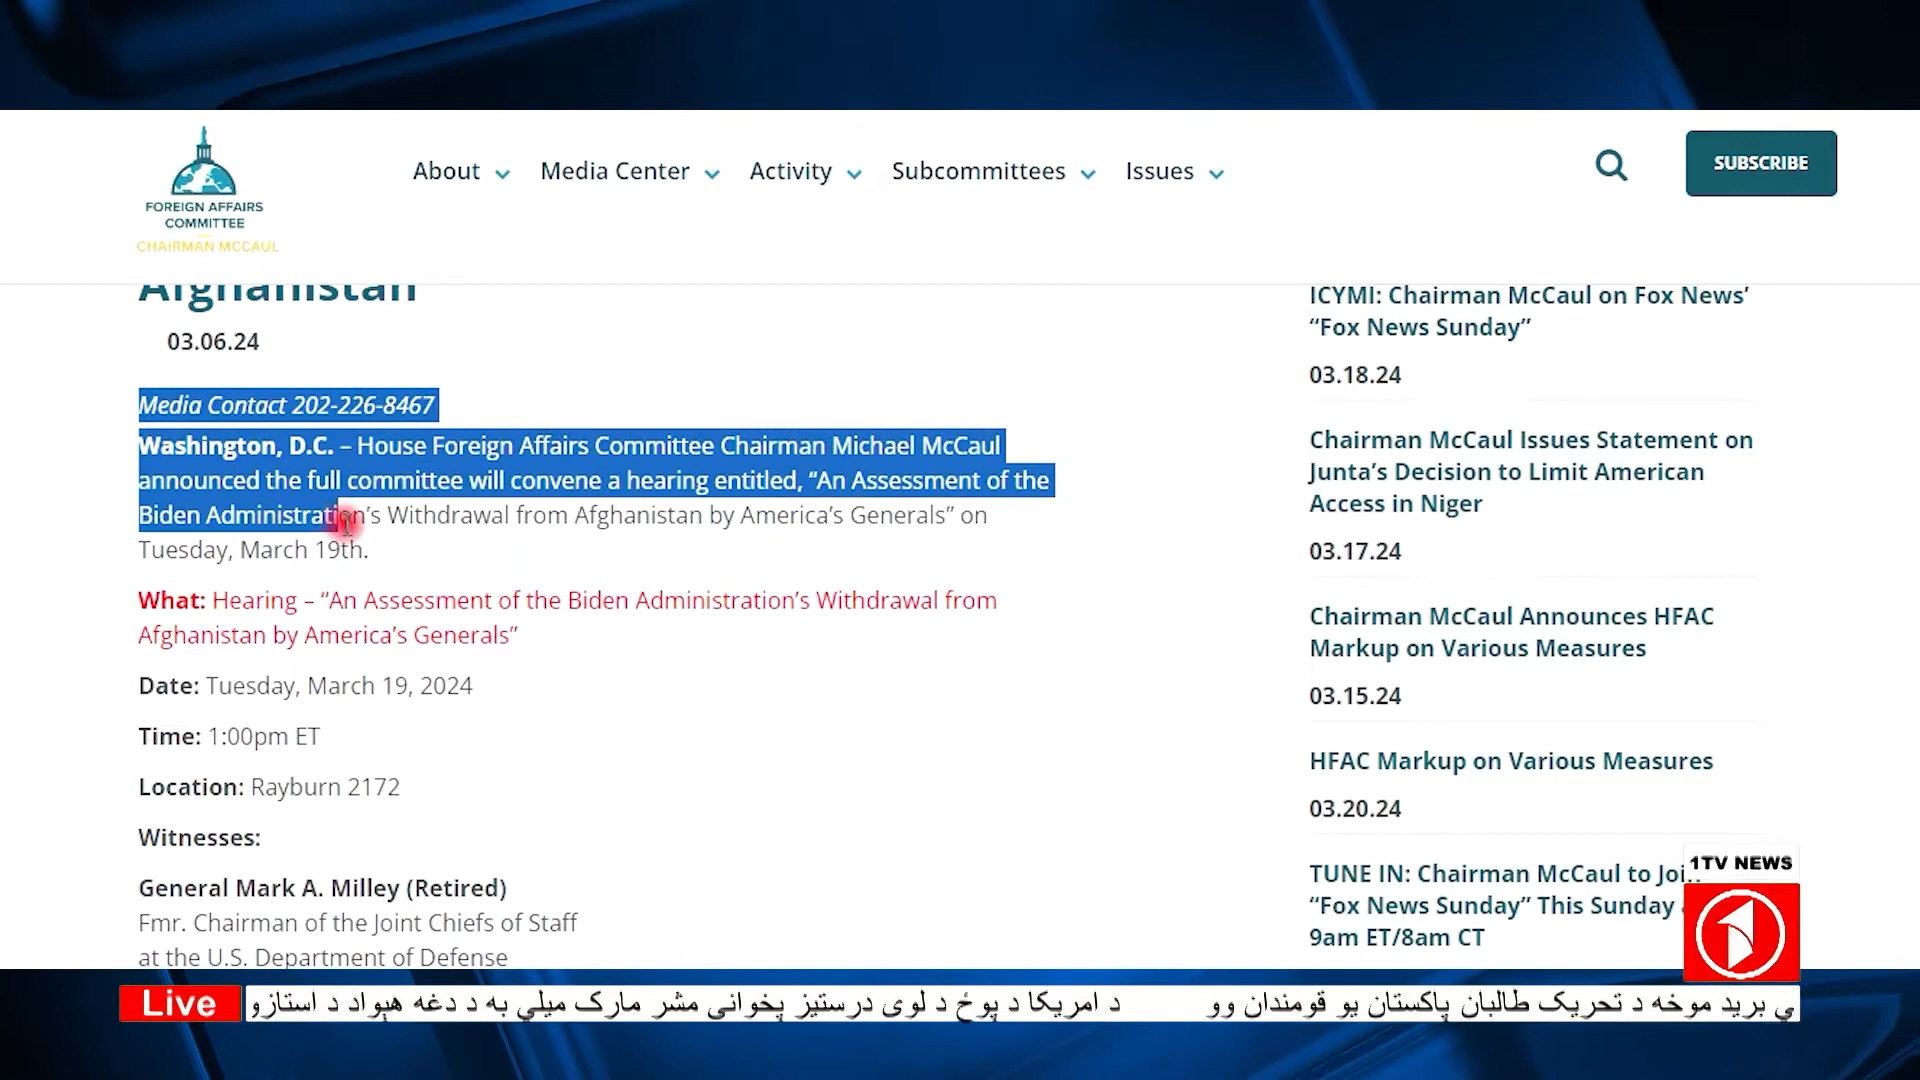 FOREIGN AFFAIRS
COMMITTEE
CHAIRMAN MCCAUL
About
Media Center
Activity
Subcommittees
Issues
SUBSCRIBE
Afghanistan
03.06.24
Media Contact 202-226-8467
Washington, D.C. – House Foreign Affairs Committee Chairman Michael McCaul
announced the full committee will convene a hearing entitled, “An Assessment of the
Biden Administration’s Withdrawal from Afghanistan by America’s Generals” on
Tuesday, March 19th.
What: Hearing – “An Assessment of the Biden Administration’s Withdrawal from
Afghanistan by America’s Generals”
Date: Tuesday, March 19, 2024
Time: 1:00pm ET
Location: Rayburn 2172
Witnesses:
General Mark A. Milley (Retired)
Fmr. Chairman of the Joint Chiefs of Staff
at the U.S. Department of Defense
ICYMI: Chairman McCaul on Fox News’
“Fox News Sunday”
03.18.24
Chairman McCaul Issues Statement on
Junta’s Decision to Limit American
Access in Niger
03.17.24
Chairman McCaul Announces HFAC
Markup on Various Measures
03.15.24
HFAC Markup on Various Measures
03.20.24
TUNE IN: Chairman McCaul to Join
“Fox News Sunday” This Sunday
9am ET/8am CT
1TV NEWS
Live
ي برید موخه د تحریک طالبان پاکستان یو قومندان وو د امریکا د پوځ د لوی درستیز پخوانی مشر مارک میلي به د دغه هېواد د استازو